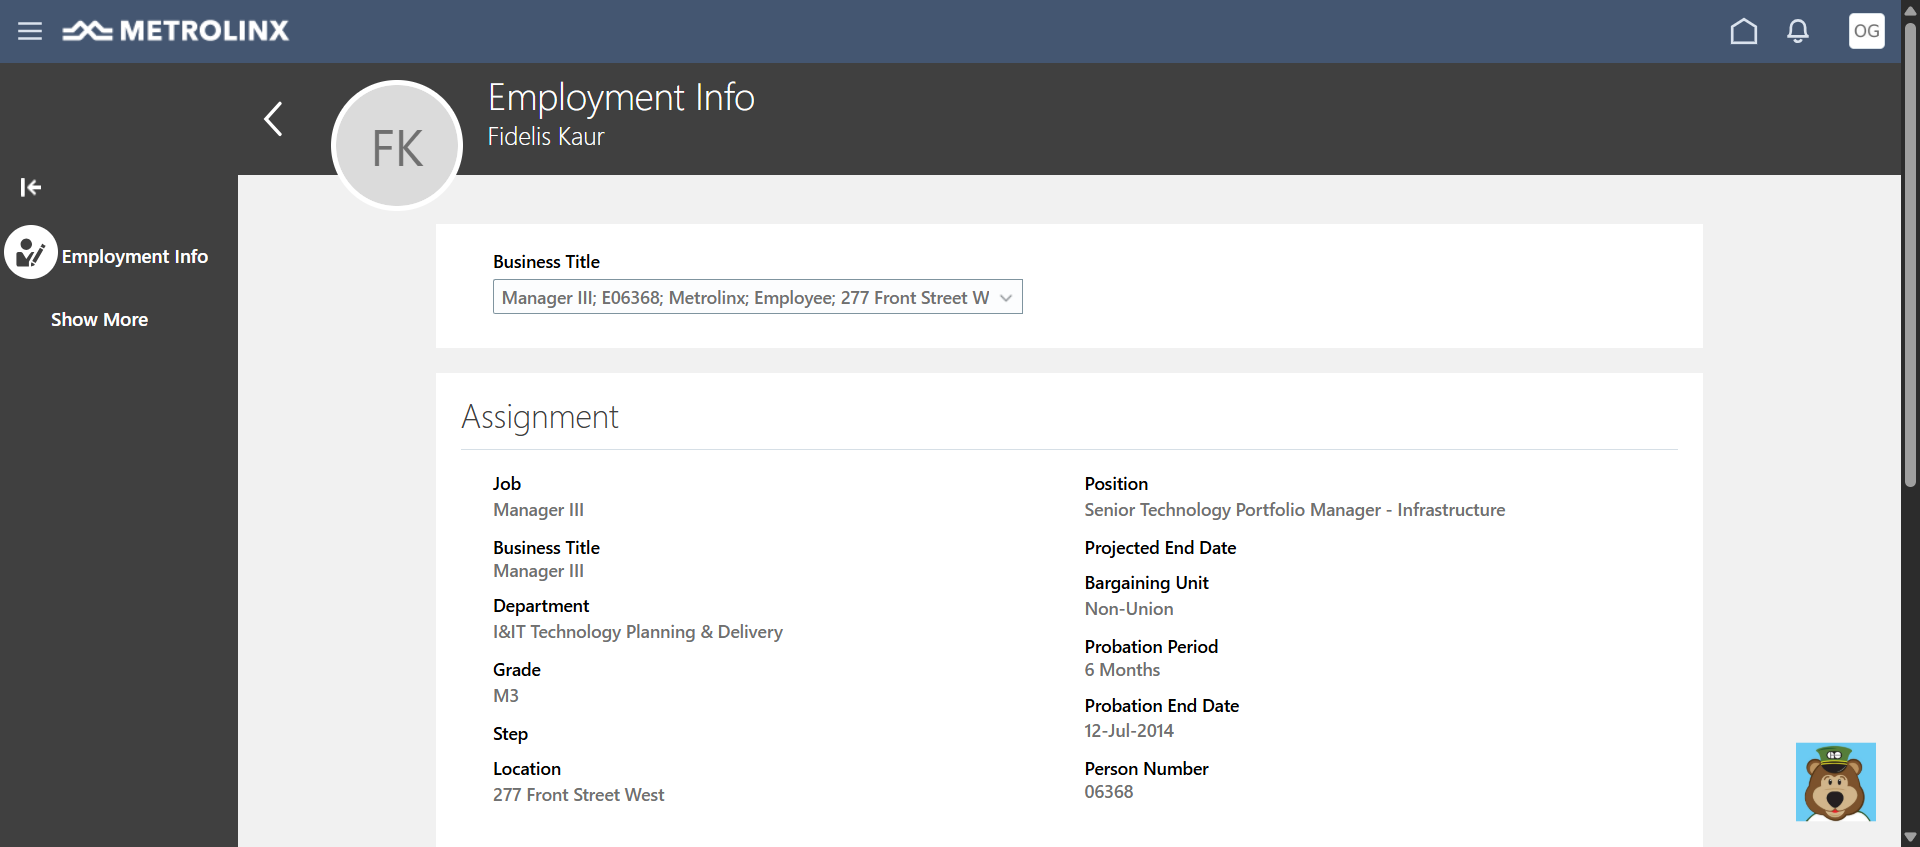 METROLINX
OG
Employment Info
Fidelis Kaur
FK
Employment Info
Show More
Business Title
Manager III; E06368; Metrolinx; Employee; 277 Front Street W
Assignment
Job
Manager III
Business Title
Manager III
Department
I&IT Technology Planning & Delivery
Grade
M3
Step
Location
277 Front Street West
Position
Senior Technology Portfolio Manager - Infrastructure
Projected End Date
Bargaining Unit
Non-Union
Probation Period
6 Months
Probation End Date
12-Jul-2014
Person Number
06368
GO